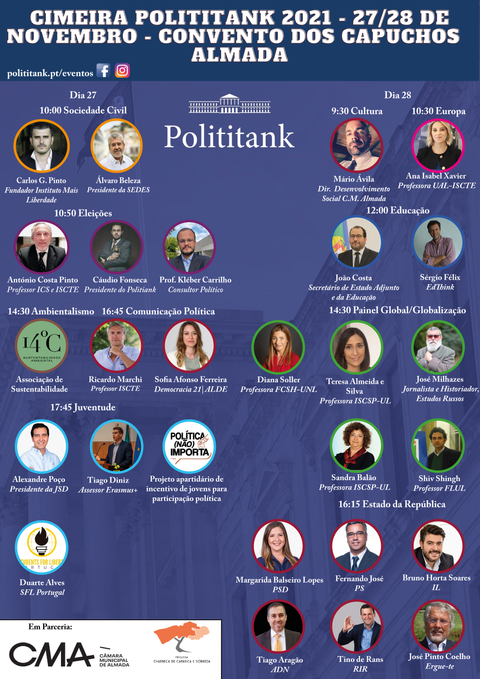 CIMEIRA POLITITANK 2021 - 27/28 DE
NOVEMBRO - CONVENTO DOS CAPUCHOS
ALMADA
polititank.pt/eventos
Polititank
Dia 27
10:00 Sociedade Civil
Carlos G. Pinto
Fundador Instituto Mais
Liberdade
Álvaro Beleza
Presidente da SEDES
10:50 Eleições
António Costa Pinto
Professor ICS e ISCTE
Cáudio Fonseca
Presidente do Politiank
Prof. Kléber Carrilho
Consultor Político
14:30 Ambientalismo
14ºC
SUSTENTABILIDADE
AMBIENTAL
Associação de
Sustentabilidade
16:45 Comunicação Política
Ricardo Marchi
Professor ISCTE
Sofia Afonso Ferreira
Democracia 21| ALDE
17:45 Juventude
Alexandre Poço
Presidente da JSD
Tiago Diniz
Assessor Erasmus+
POLÍTICA
(NÃO)
IMPORTA
Projeto apartidário de
incentivo de jovens para
participação política
Duarte Alves
SFL Portugal
Dia 28
9:30 Cultura
Mário Ávila
Dir. Desenvolvimento
Social C.M. Almada
10:30 Europa
Ana Isabel Xavier
Professora UAL-ISCTE
12:00 Educação
João Costa
Secretário de Estado Adjunto
e da Educação
Sérgio Félix
EdThink
14:30 Painel Global/Globalização
Diana Soller
Professora FCSH-UNL
Teresa Almeida e
Silva
Professora ISCSP-UL
José Milhazes
Jornalista e Historiador,
Estudos Russos
Sandra Balão
Professora ISCSP-UL
Shiv Shingh
Professor FLUL
16:15 Estado da República
Margarida Balseiro Lopes
PSD
Fernando José
PS
Bruno Horta Soares
IL
Tiago Aragão
ADN
Tino de Rans
RIR
José Pinto Coelho
Ergue-te
Em Parceria:
CMA
CÂMARA
MUNICIPAL
DE ALMADA
CHARNECA DE CAPARICA E SOBREDA